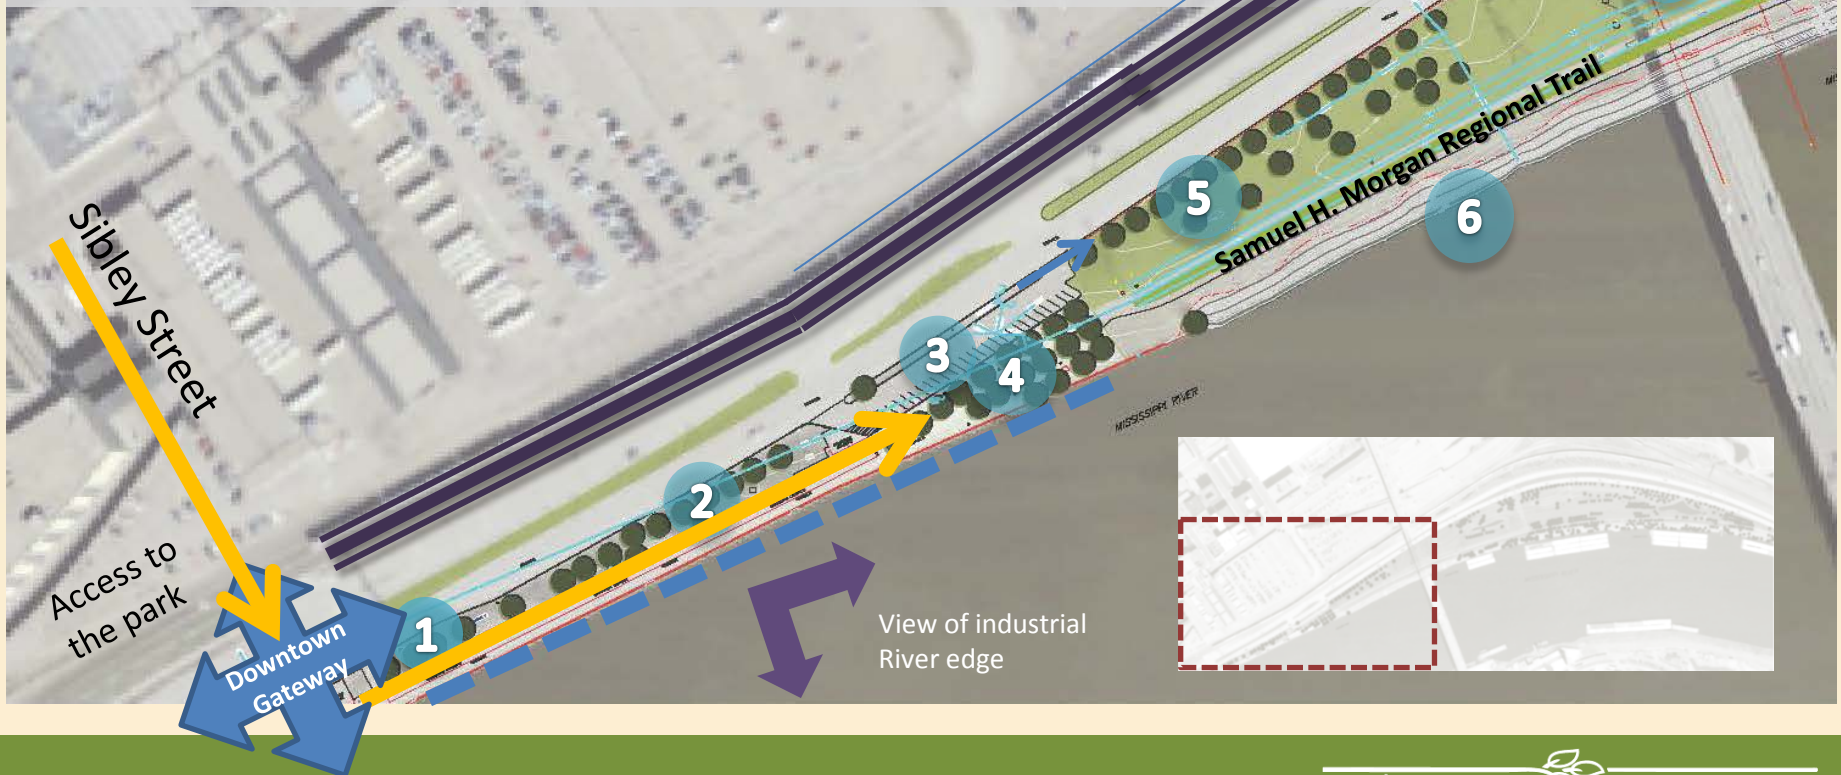 Sibley Street
Samuel H. Morgan Regional Trail
5
6
3
4
MISSISSIPPI RIVER
2
Access to
the park
1
Downtown
Gateway
View of industrial
River edge